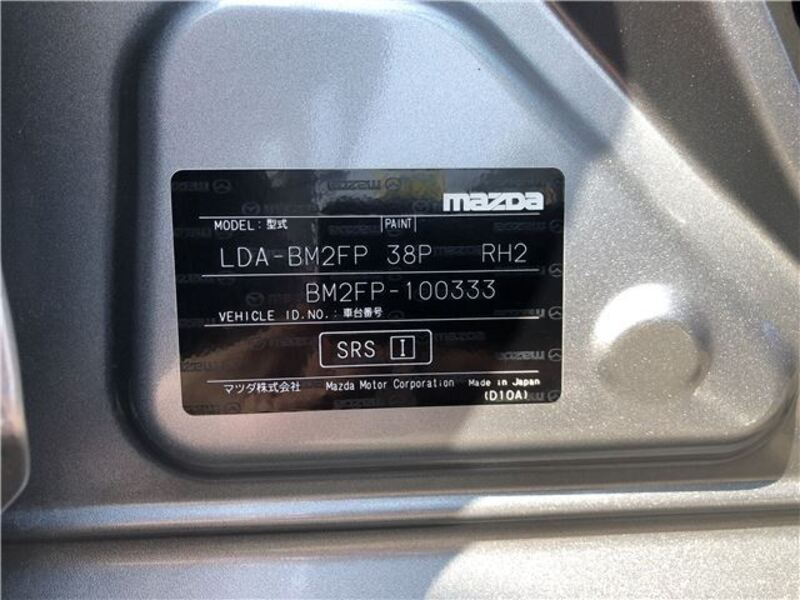 mazda
MODEL: 型式 PAINT
LDA-BM2FP 38P RH2
BM2FP-100333
VEHICLE ID.NO.: 車台番号
SRS I
マツダ株式会社 Mazda Motor Corporation Made in Japan
(D10A)